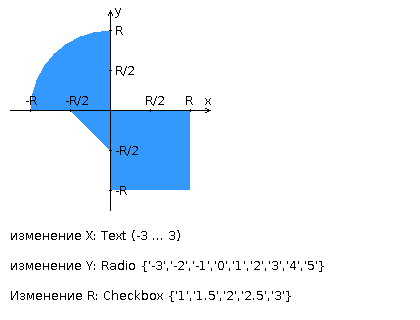 y
R
R/2
-R -R/2 R/2 R x
-R/2
-R
изменение X: Text (-3 ... 3)
изменение Y: Radio {'-3','-2','-1','0','1','2','3','4','5'}
Изменение R: Checkbox {'1','1.5','2','2.5','3'}